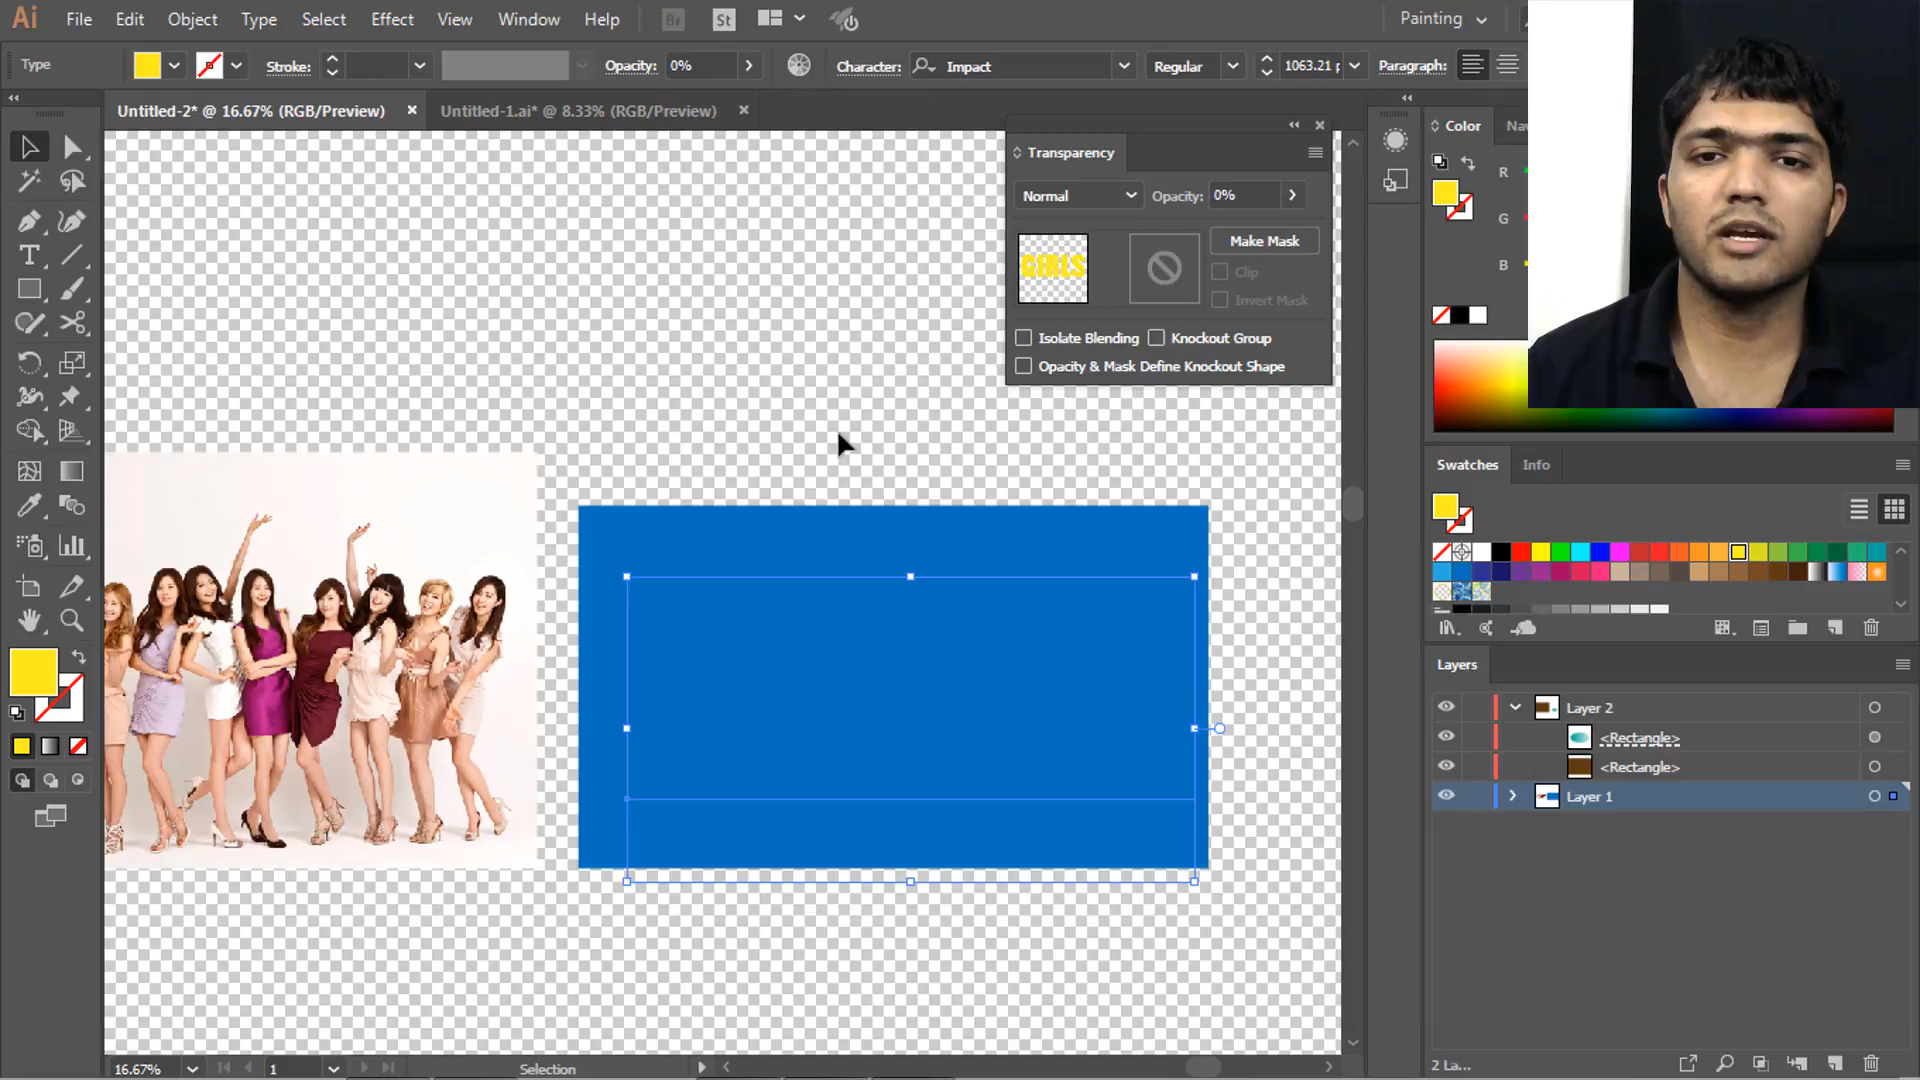 Ai File Edit Object Type Select Effect View Window Help Br St Painting
Type Stroke: Opacity: 0% Character: Impact Regular 1063.21 p Paragraph:
Untitled-2* @ 16.67% (RGB/Preview) × Untitled-1.ai* @ 8.33% (RGB/Preview) ×
Transparency
Normal Opacity: 0%
GIRLS
Make Mask
Clip
Invert Mask
Isolate Blending Knockout Group
Opacity & Mask Define Knockout Shape
Color Nav
R
G
B
Swatches Info
Layers
Layer 2
<Rectangle>
<Rectangle>
Layer 1
2 La...
16.67% 1 Selection